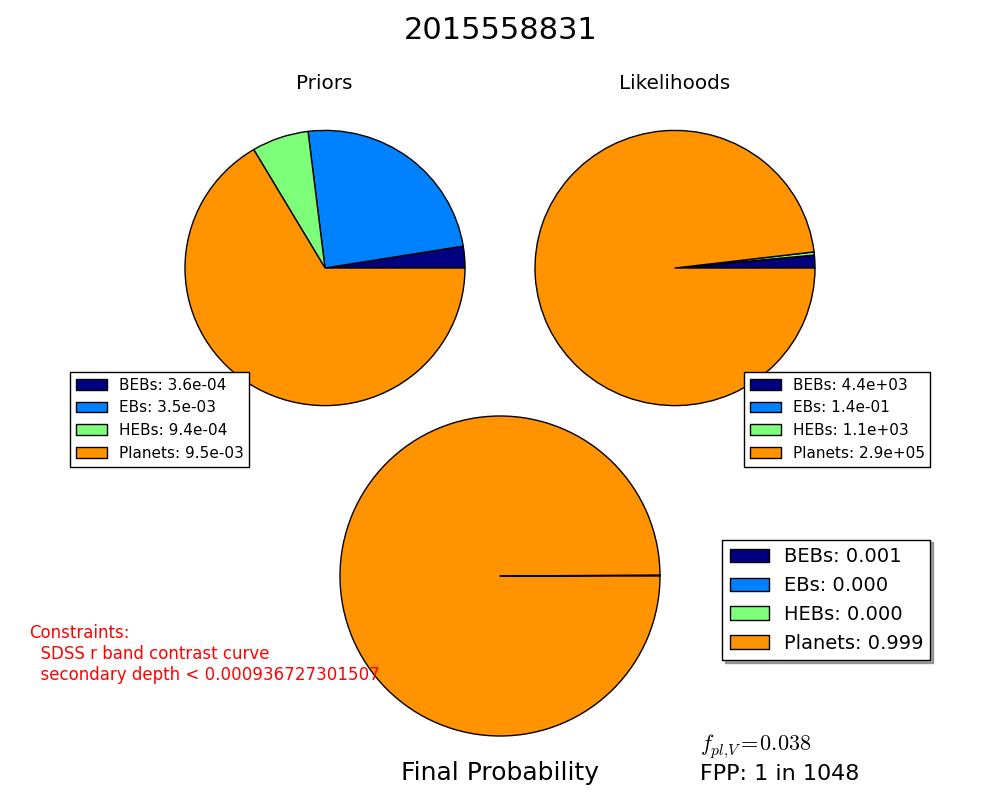 2015558831
Priors
Likelihoods
BEBs: 3.6e-04
EBs: 3.5e-03
HEBs: 9.4e-04
Planets: 9.5e-03
BEBs: 4.4e+03
EBs: 1.4e-01
HEBs: 1.1e+03
Planets: 2.9e+05
BEBs: 0.001
EBs: 0.000
HEBs: 0.000
Planets: 0.999
Constraints:
SDSS r band contrast curve
secondary depth < 0.000936727301507
f_{pl,V}=0.038
Final Probability
FPP: 1 in 1048